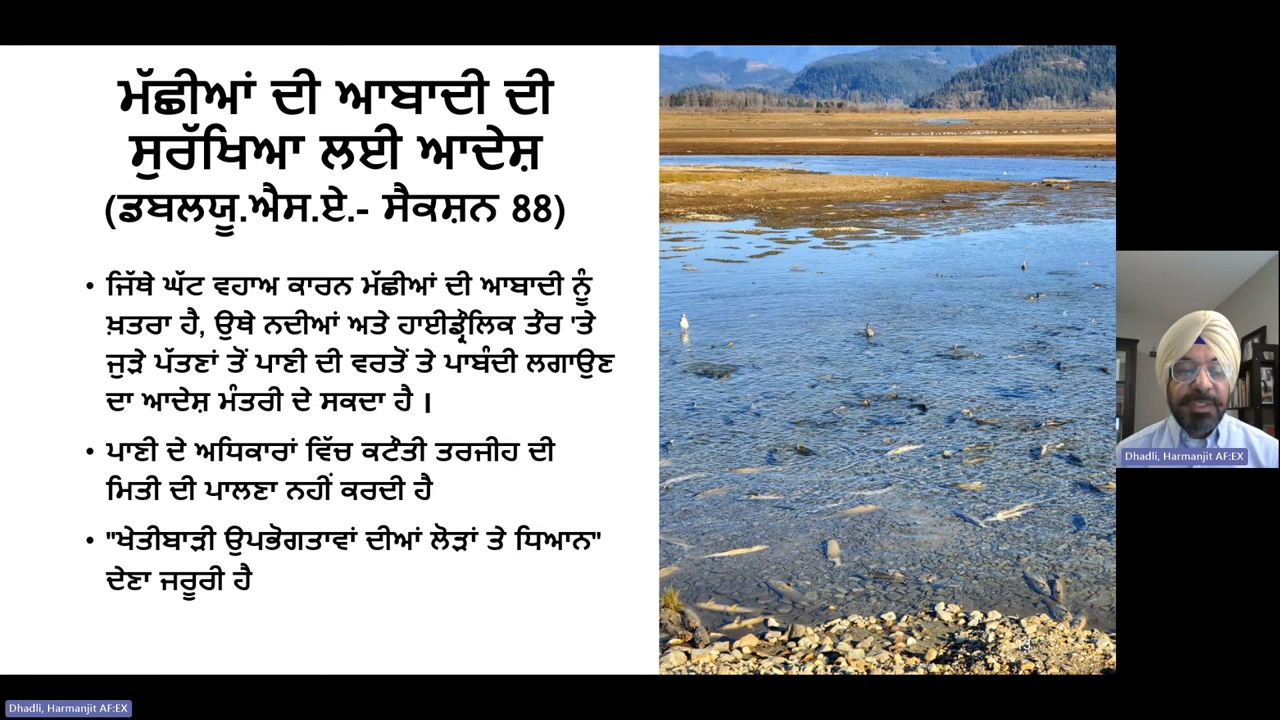 ਮੱਛੀਆਂ ਦੀ ਆਬਾਦੀ ਦੀ
ਸੁਰੱਖਿਆ ਲਈ ਆਦੇਸ਼
(ਡਬਲਯੂ.ਐਸ.ਏ.- ਸੈਕਸ਼ਨ 88)
• ਜਿੱਥੇ ਘੱਟ ਵਹਾਅ ਕਾਰਨ ਮੱਛੀਆਂ ਦੀ ਆਬਾਦੀ ਨੂੰ
ਖ਼ਤਰਾ ਹੈ, ਉਥੇ ਨਦੀਆਂ ਅਤੇ ਹਾਈਡ੍ਰੌਲਿਕ ਤੌਰ 'ਤੇ
ਜੁੜੇ ਪੱਤਣਾਂ ਤੋਂ ਪਾਣੀ ਦੀ ਵਰਤੋਂ ਤੇ ਪਾਬੰਦੀ ਲਗਾਉਣ
ਦਾ ਆਦੇਸ਼ ਮੰਤਰੀ ਦੇ ਸਕਦਾ ਹੈ ।
• ਪਾਣੀ ਦੇ ਅਧਿਕਾਰਾਂ ਵਿੱਚ ਕਟੌਤੀ ਤਰਜੀਹ ਦੀ
ਮਿਤੀ ਦੀ ਪਾਲਣਾ ਨਹੀਂ ਕਰਦੀ ਹੈ
• "ਖੇਤੀਬਾੜੀ ਉਪਭੋਗਤਾਵਾਂ ਦੀਆਂ ਲੋੜਾਂ ਤੇ ਧਿਆਨ"
ਦੇਣਾ ਜਰੂਰੀ ਹੈ
13
Dhadli, Harmanjit AF:EX
Dhadli, Harmanjit AF:EX